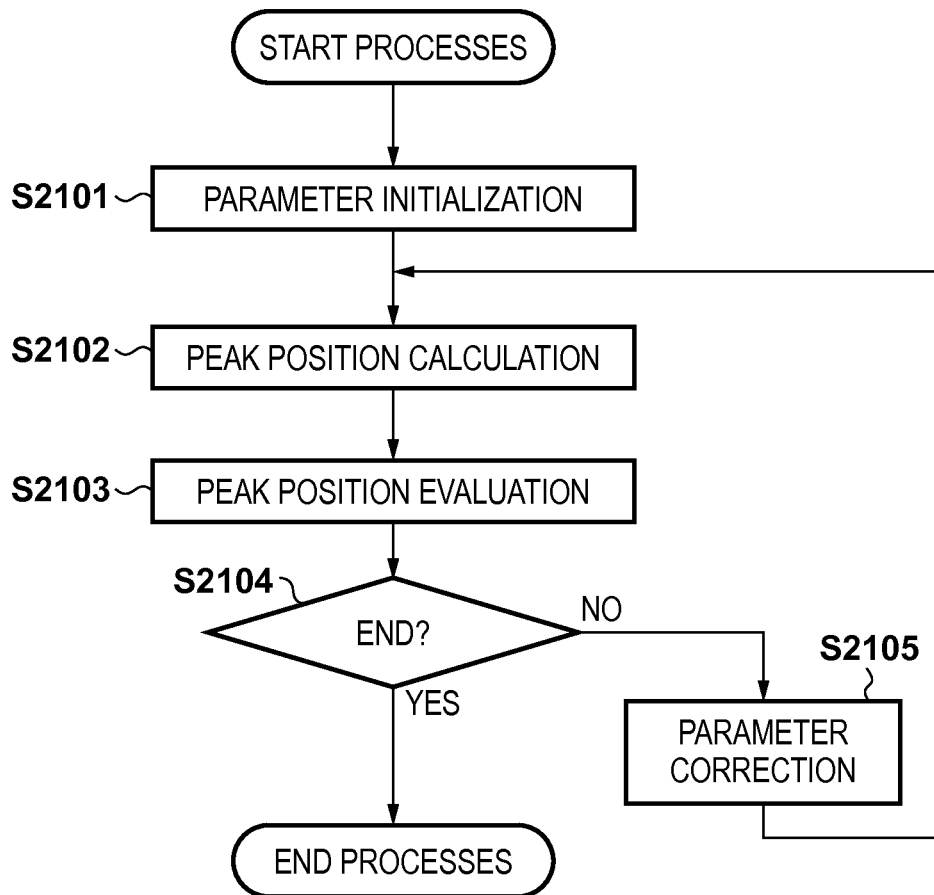 START PROCESSES
S2101
PARAMETER INITIALIZATION
S2102
PEAK POSITION CALCULATION
S2103
PEAK POSITION EVALUATION
S2104
END?
NO
YES
S2105
PARAMETER
CORRECTION
END PROCESSES